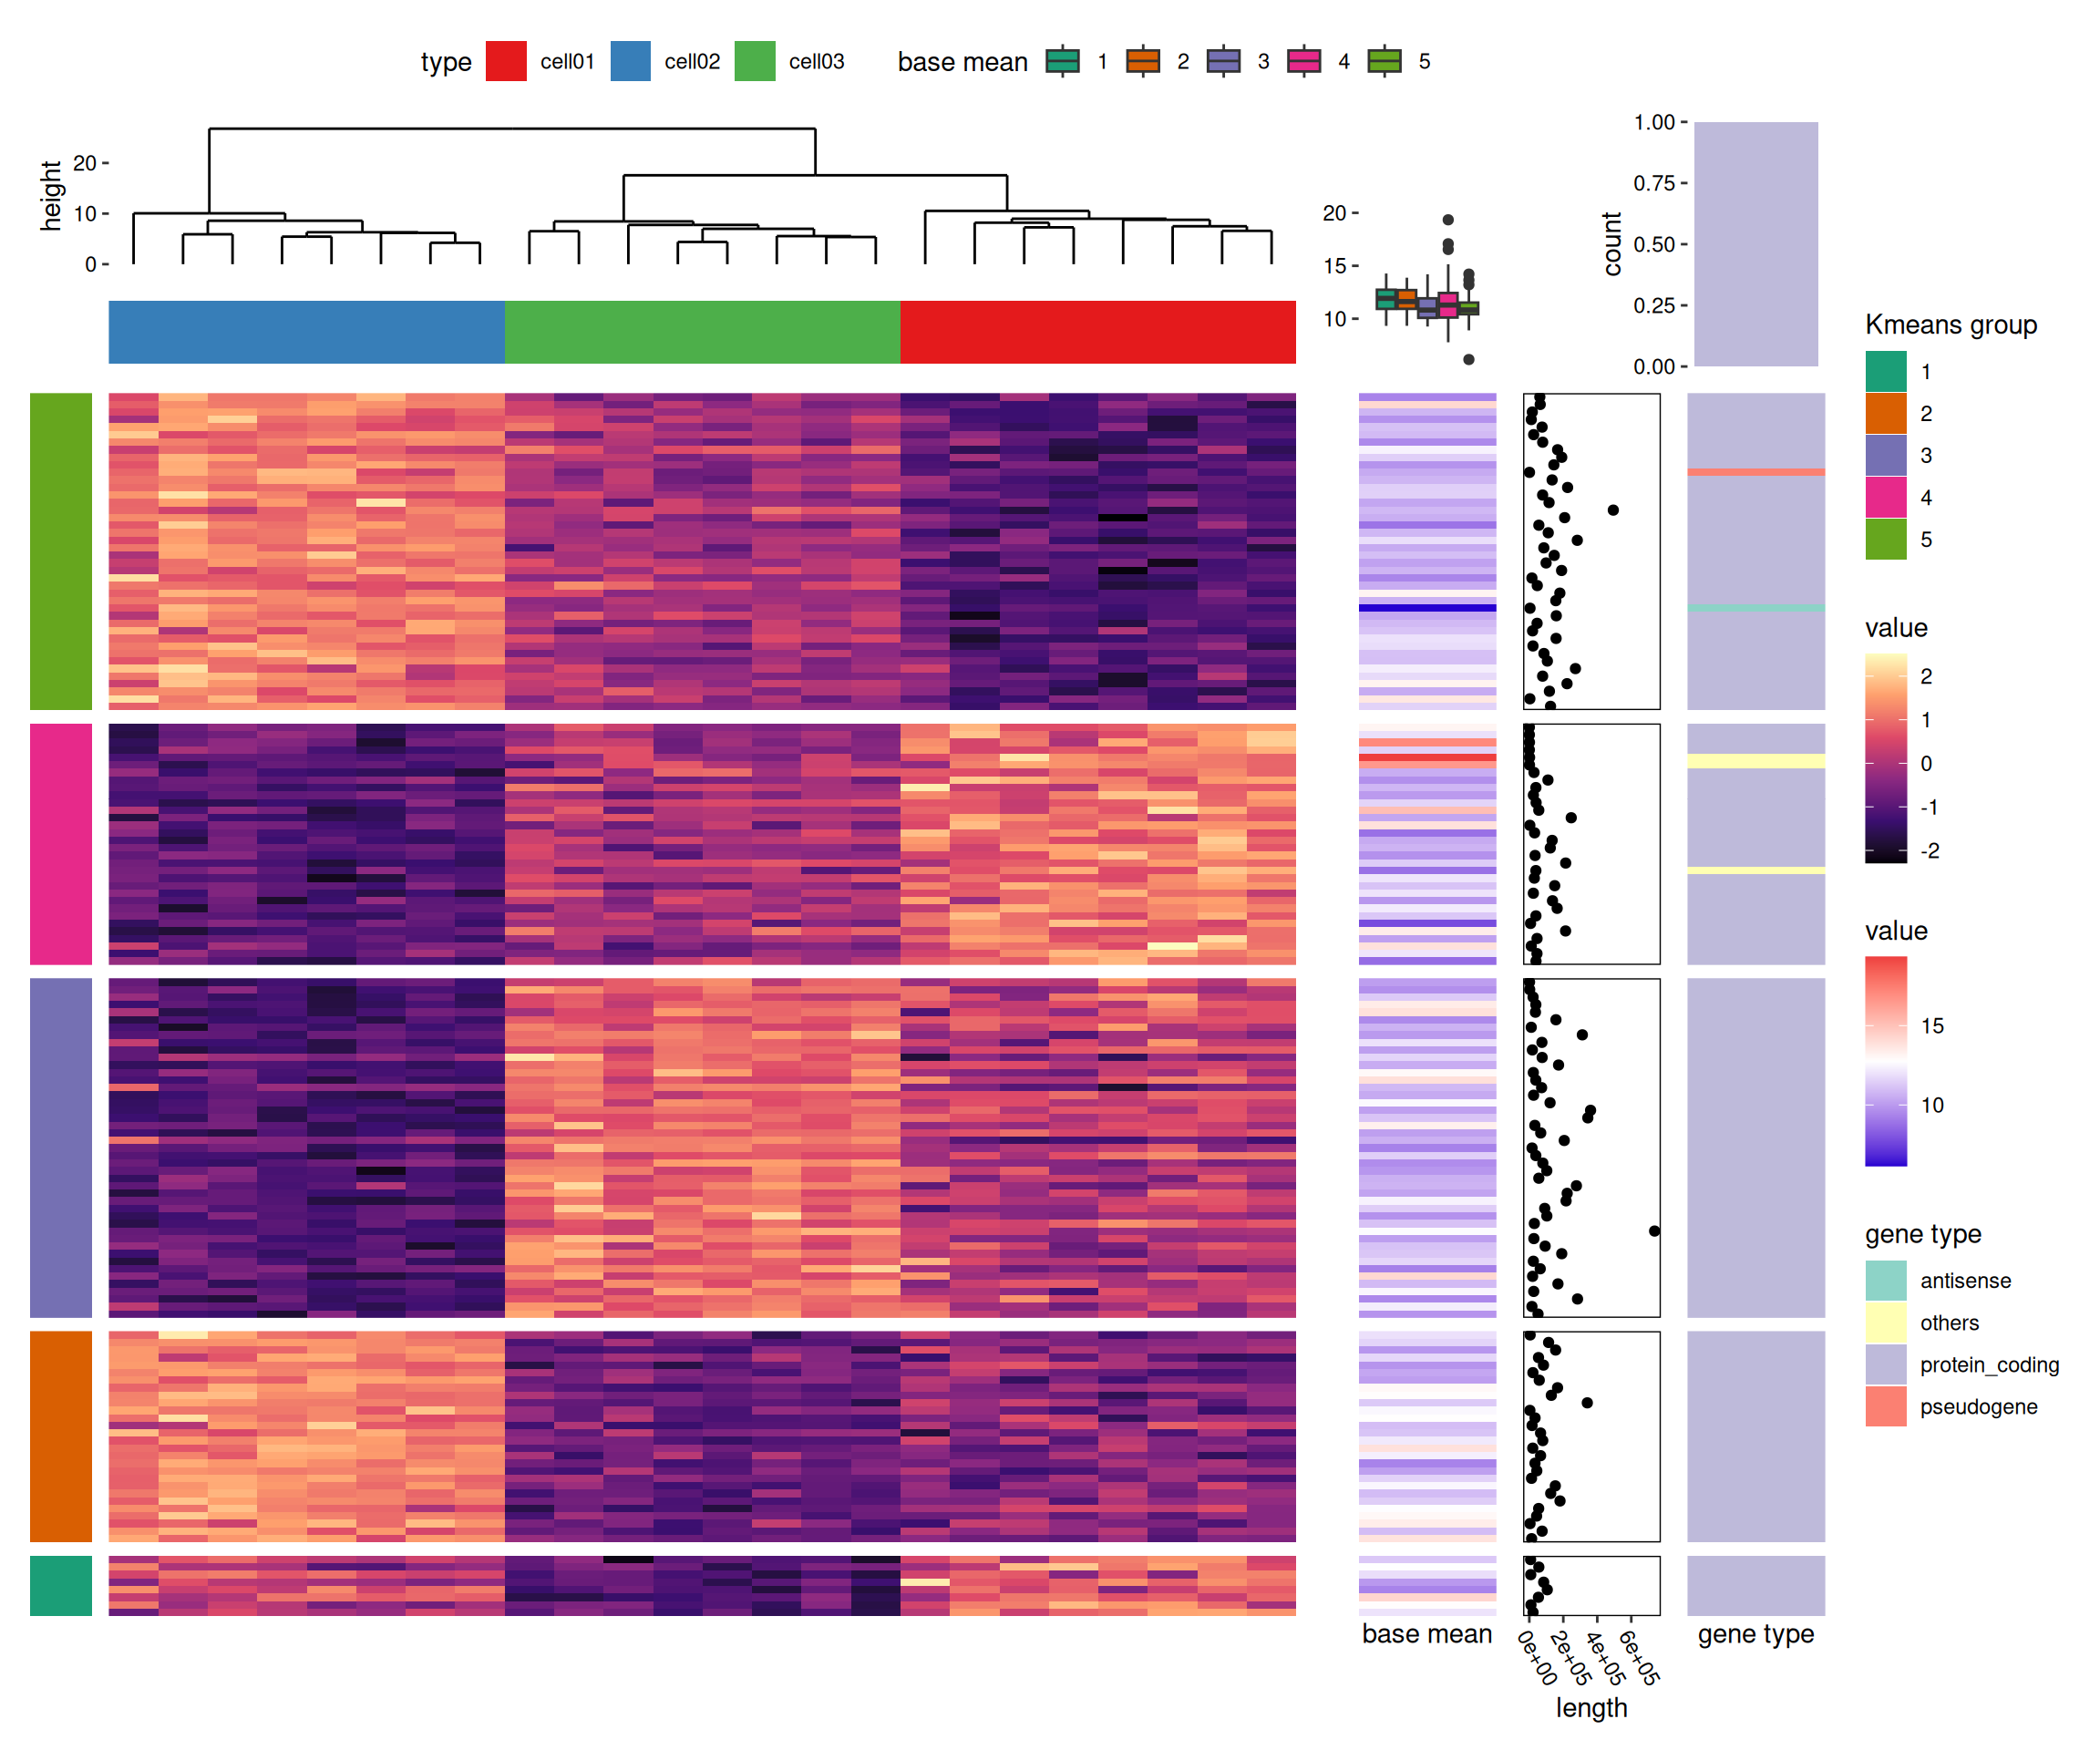 type cell01 cell02 cell03 base mean 1 2 3 4 5
height
20
10
0
20
15
10
count
1.00
0.75
0.50
0.25
0.00
Kmeans group
1
2
3
4
5
value
2
1
0
-1
-2
value
15
10
gene type
antisense
others
protein_coding
pseudogene
base mean
0e+00 2e+05 4e+05 6e+05
length
gene type